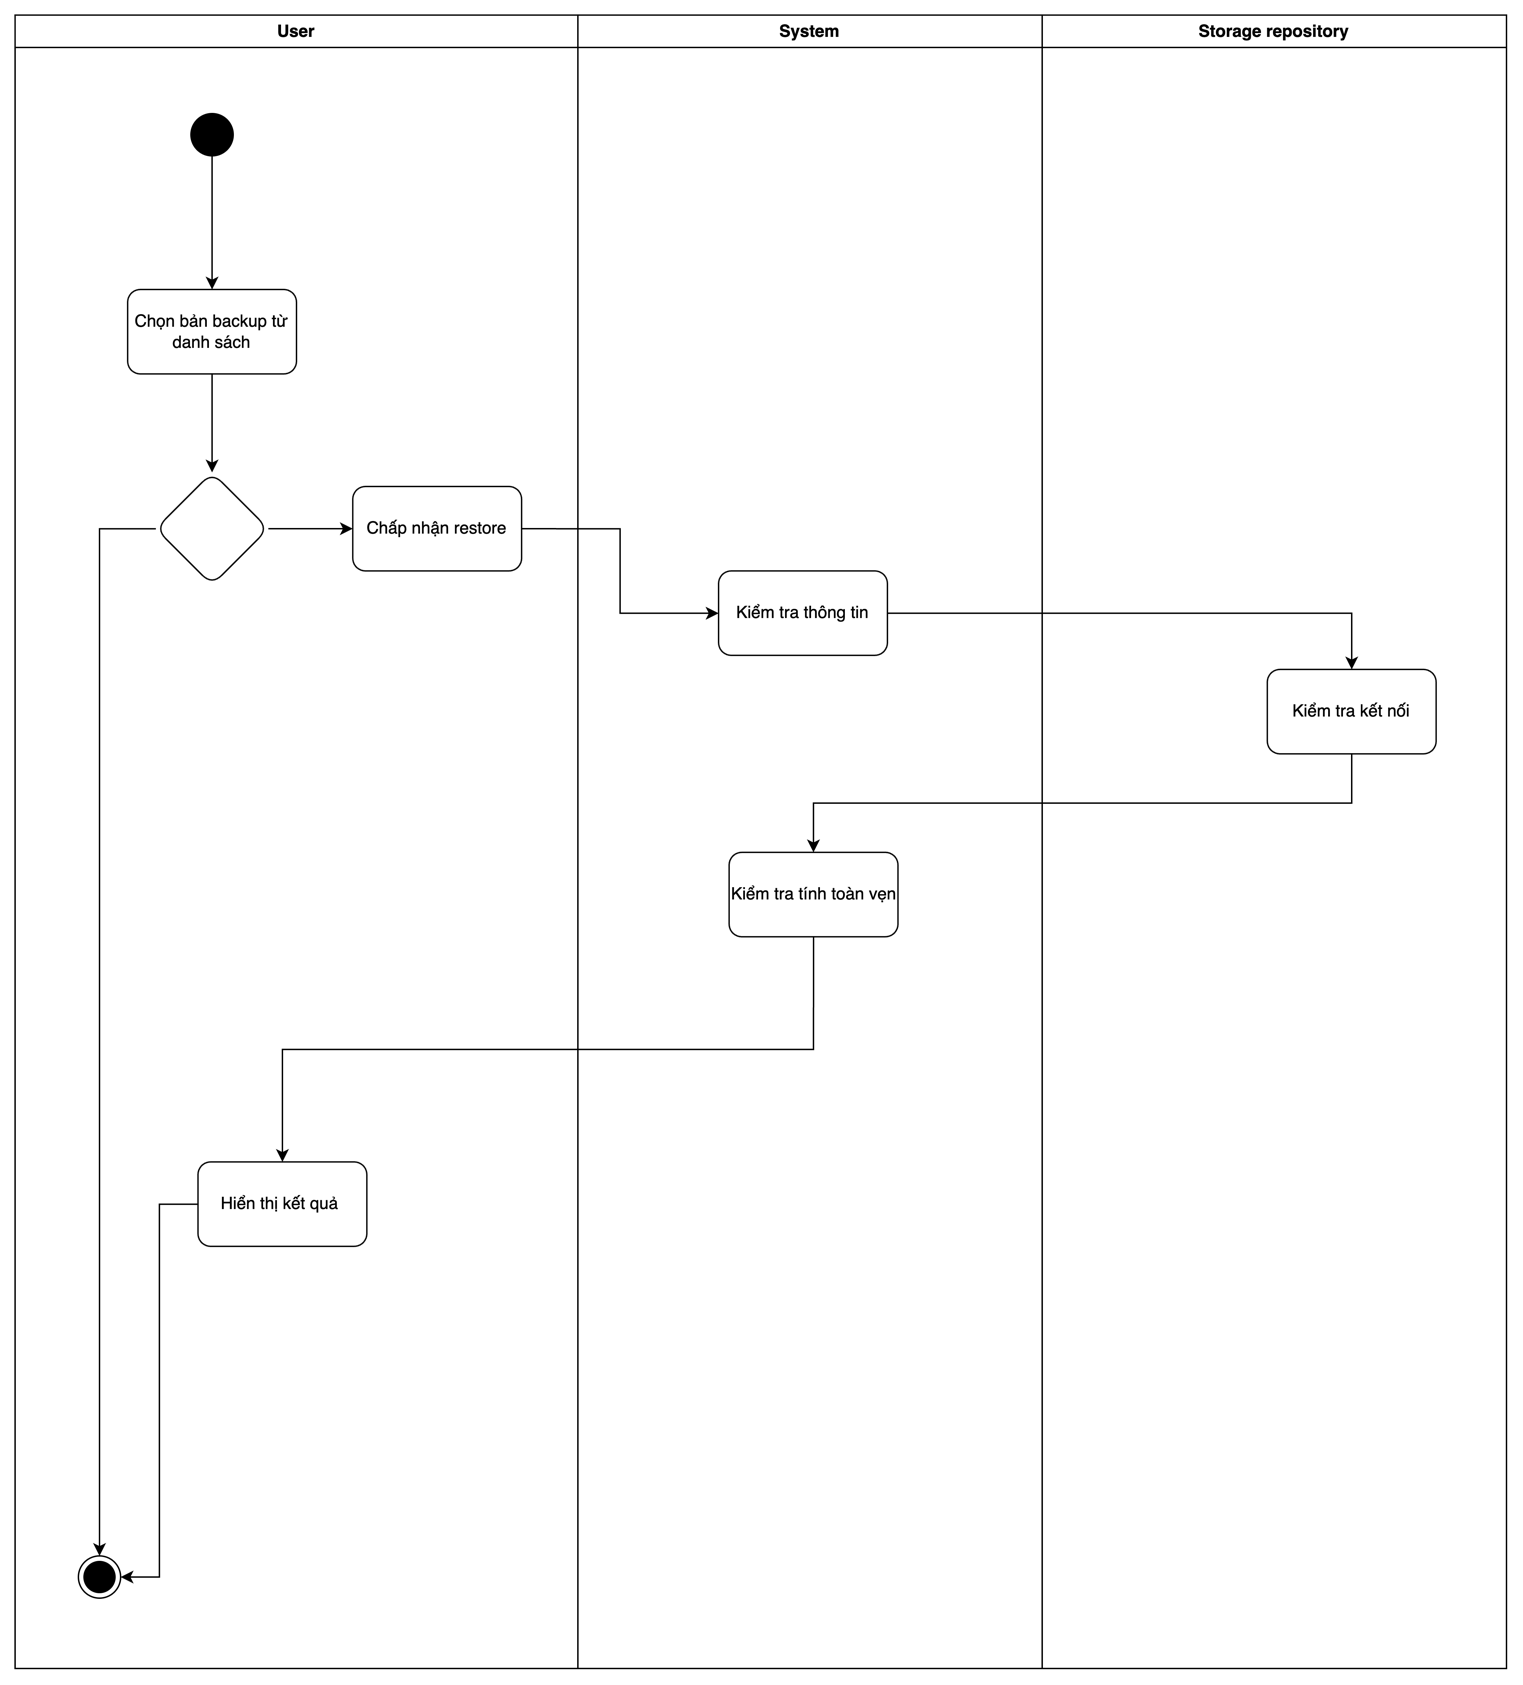 User
System
Storage repository
Chọn bản backup từ
danh sách
Chấp nhận restore
Kiểm tra thông tin
Kiểm tra kết nối
Kiểm tra tính toàn vẹn
Hiển thị kết quả